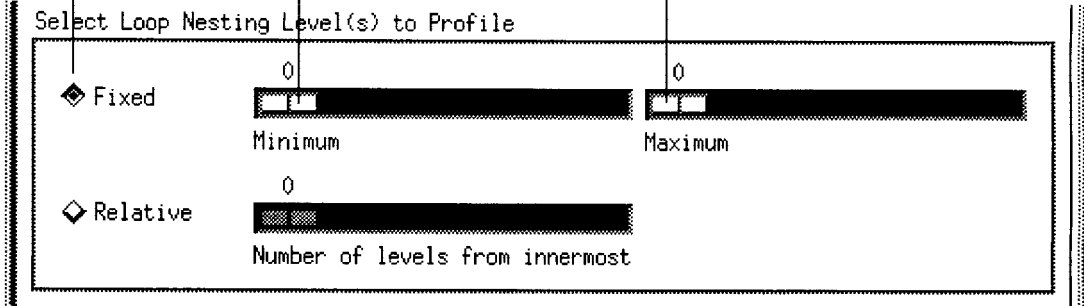 Select Loop Nesting Level(s) to Profile
0 0
Fixed
Minimum Maximum
0
Relative
Number of levels from innermost